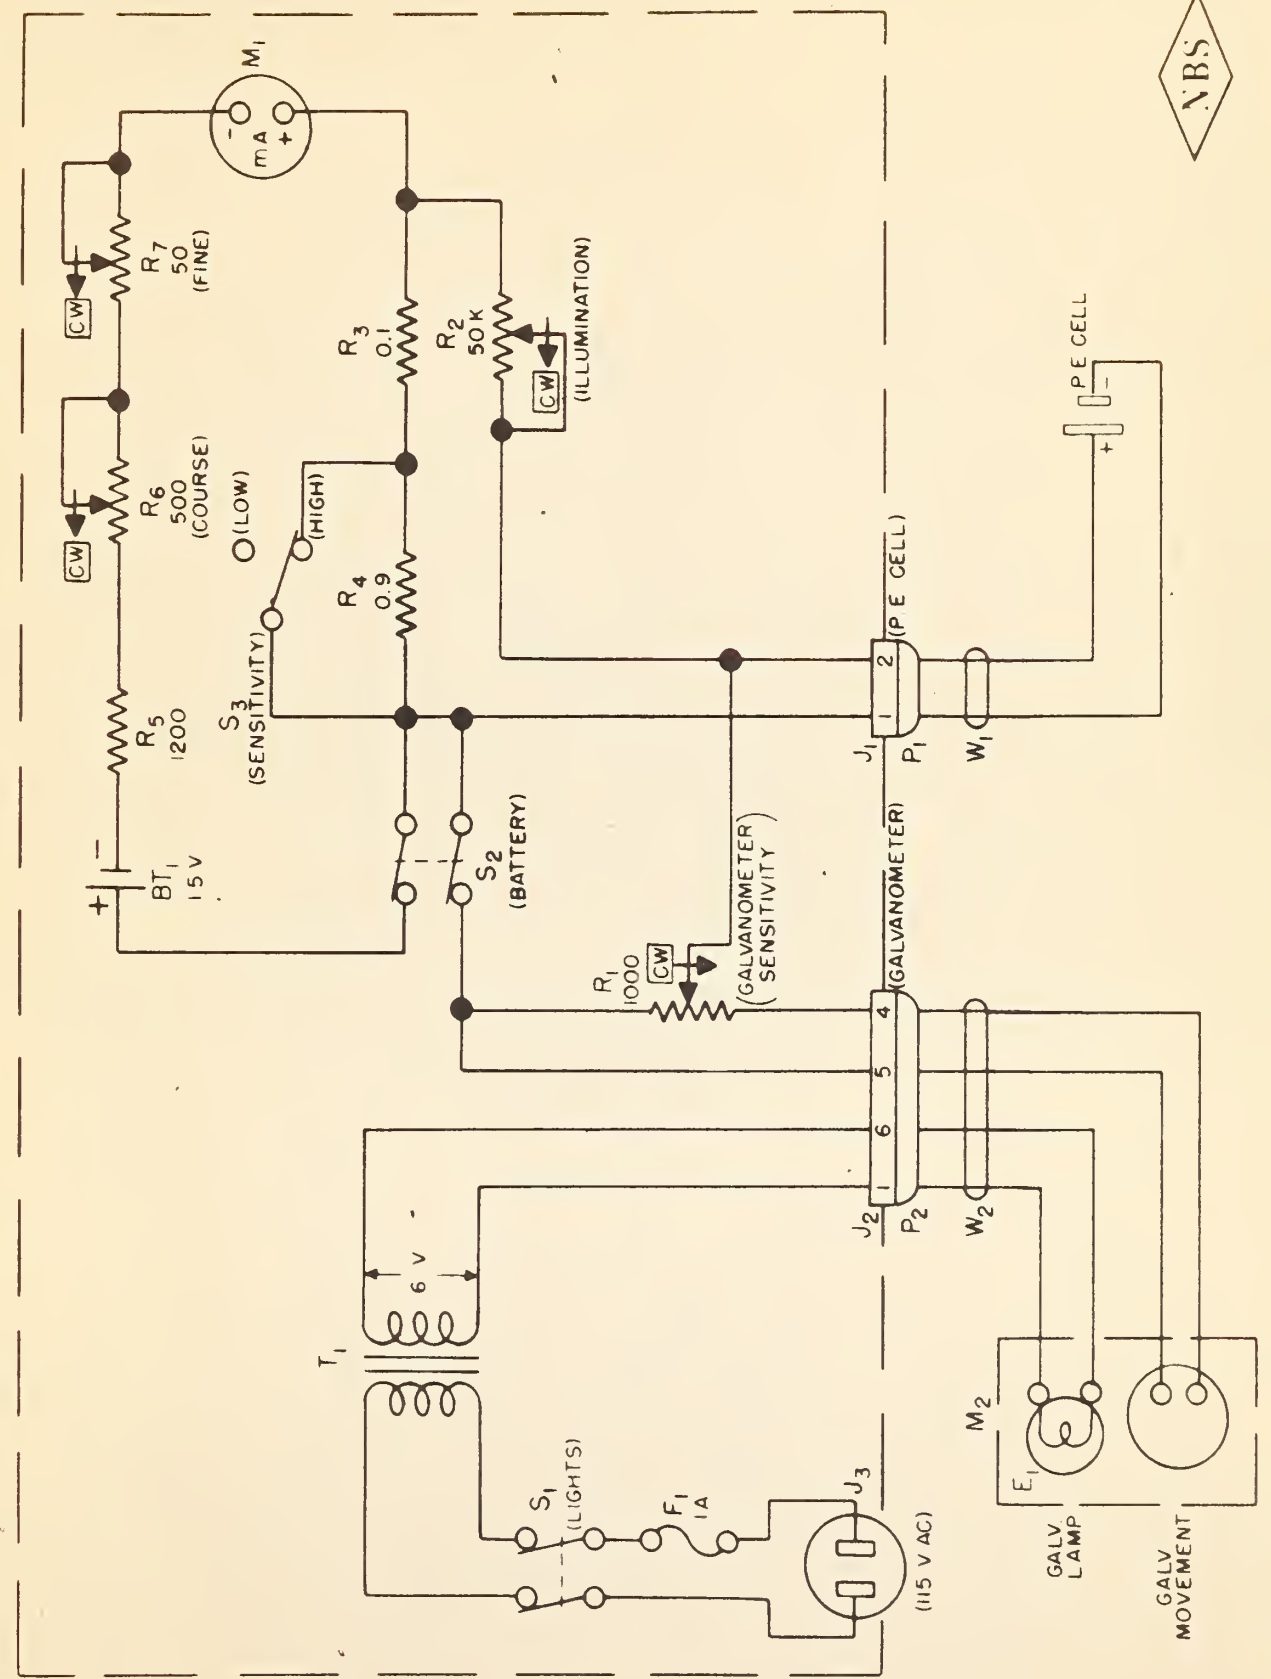 M1
-
mA
+
CW
R7
50
(FINE)
CW
R6
500
(COURSE)
R5
1200
-
+
BT1
1.5V
R3
0.1
R2
50K
CW
(ILLUMINATION)
(LOW)
(HIGH)
S3
(SENSITIVITY)
R4
0.9
S2
(BATTERY)
R1
1000
CW
(GALVANOMETER
SENSITIVITY)
J1
1
2
(P.E CELL)
P1
W1
P E CELL
+
-
J2
1
6
5
4
(GALVANOMETER)
P2
W2
T1
6 V
S1
(LIGHTS)
F1
1A
J3
(115 V AC)
M2
E1
GALV.
LAMP
GALV
MOVEMENT
NBS